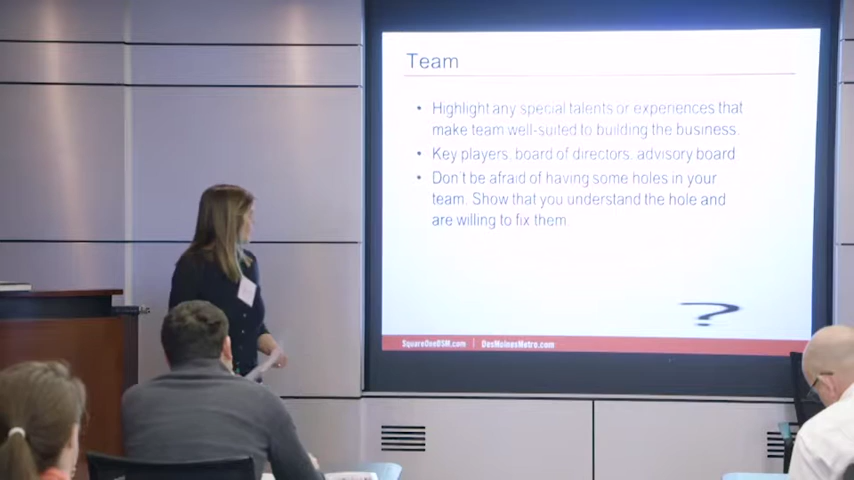 Team
• Highlight any special talents or experiences that
make team well-suited to building the business.
• Key players, board of directors, advisory board
• Don't be afraid of having some holes in your
team. Show that you understand the hole and
are willing to fix them
?
SquareOneDSM.com | DesMoinesMetro.com